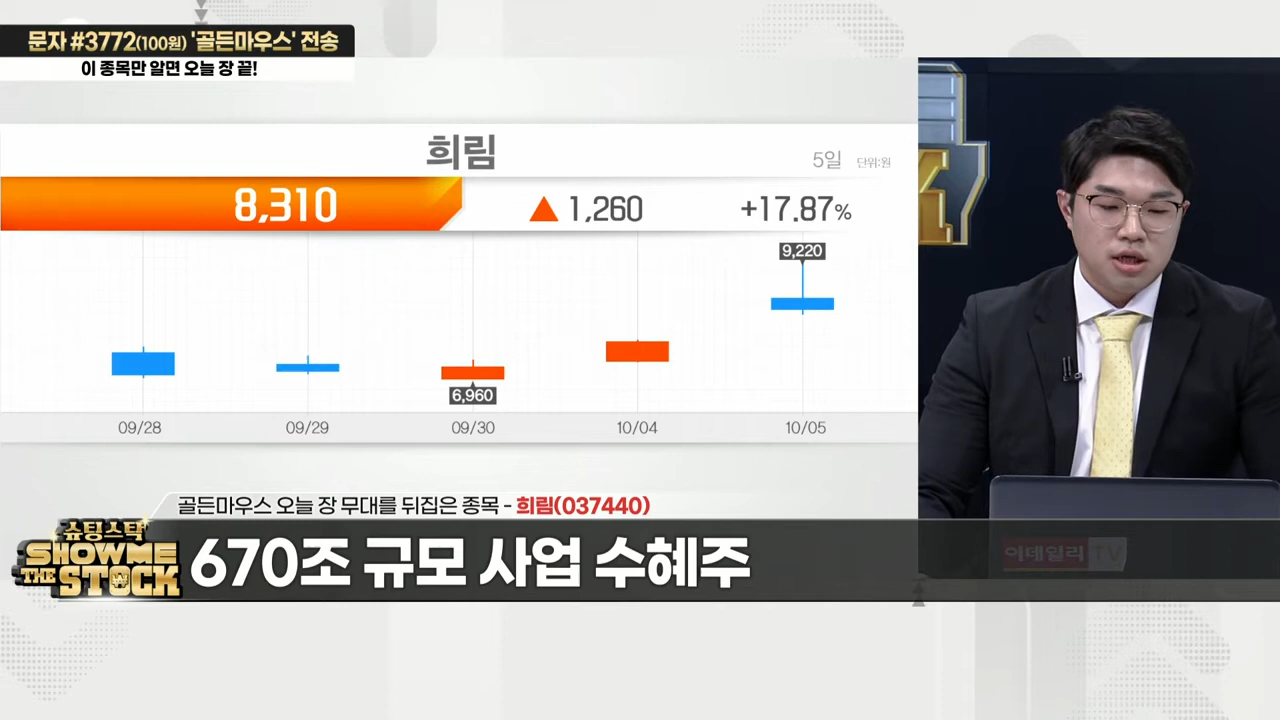 문자 #3772(100원) '골든마우스' 전송
이 종목만 알면 오늘 장 끝!
희림
5일 단위:원
8,310 ▲ 1,260 +17.87%
9,220
6,960
09/28 09/29 09/30 10/04 10/05
골든마우스 오늘 장 무대를 뒤집은 종목 - 희림(037440)
슈팅스탁
SHOW ME
THE STOCK
670조 규모 사업 수혜주
이데일리 TV